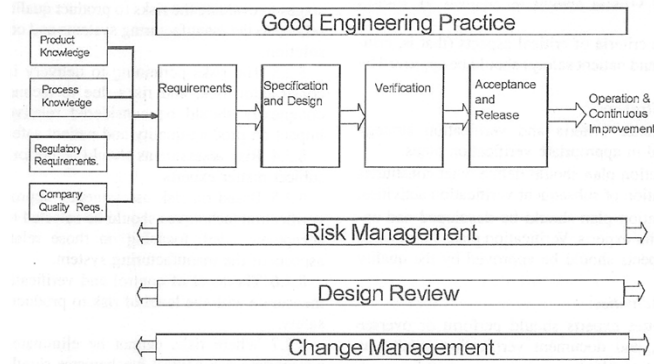 Good Engineering Practice
Product
Knowledge
Process
Knowledge
Regulatory
Requirements.
Company
Quality Reqs.
Requirements
Specification
and Design
Verification
Acceptance
and
Release
Operation &
Continuous
Improvement
Risk Management
Design Review
Change Management